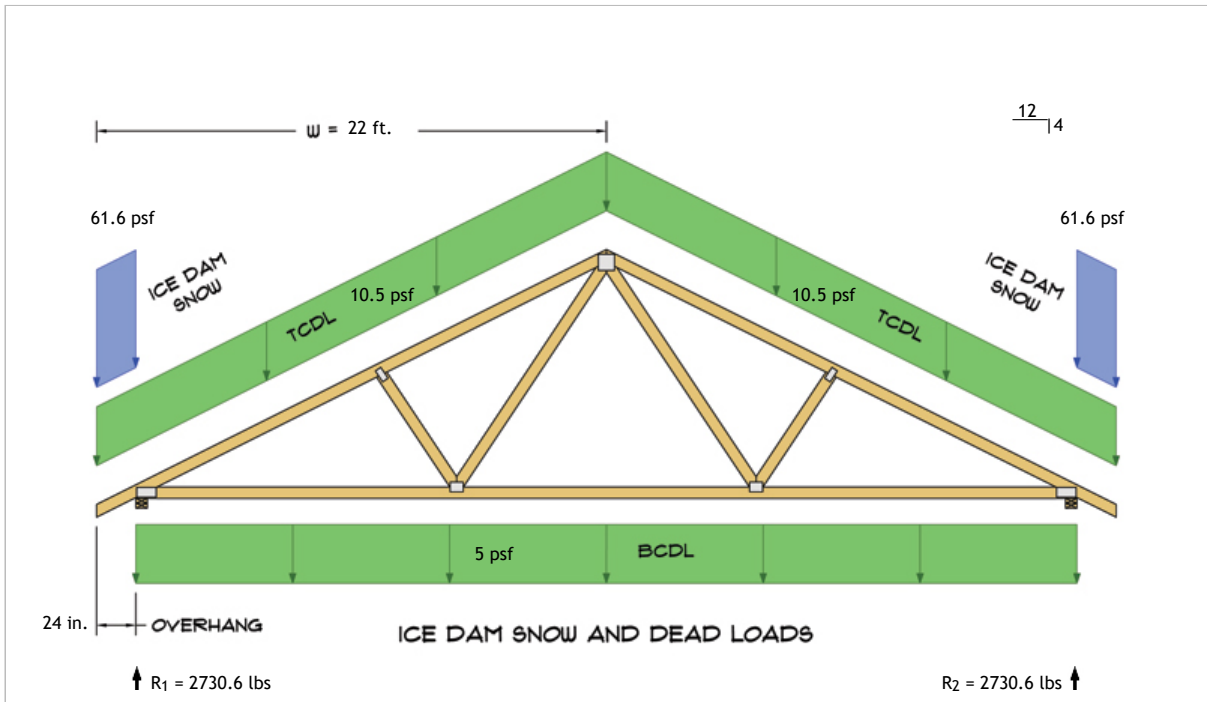 W = 22 ft.
12
4
61.6 psf
61.6 psf
ICE DAM
SNOW
ICE DAM
SNOW
10.5 psf
10.5 psf
TCDL
TCDL
5 psf
BCDL
24 in.
OVERHANG
ICE DAM SNOW AND DEAD LOADS
R1 = 2730.6 lbs
R2 = 2730.6 lbs